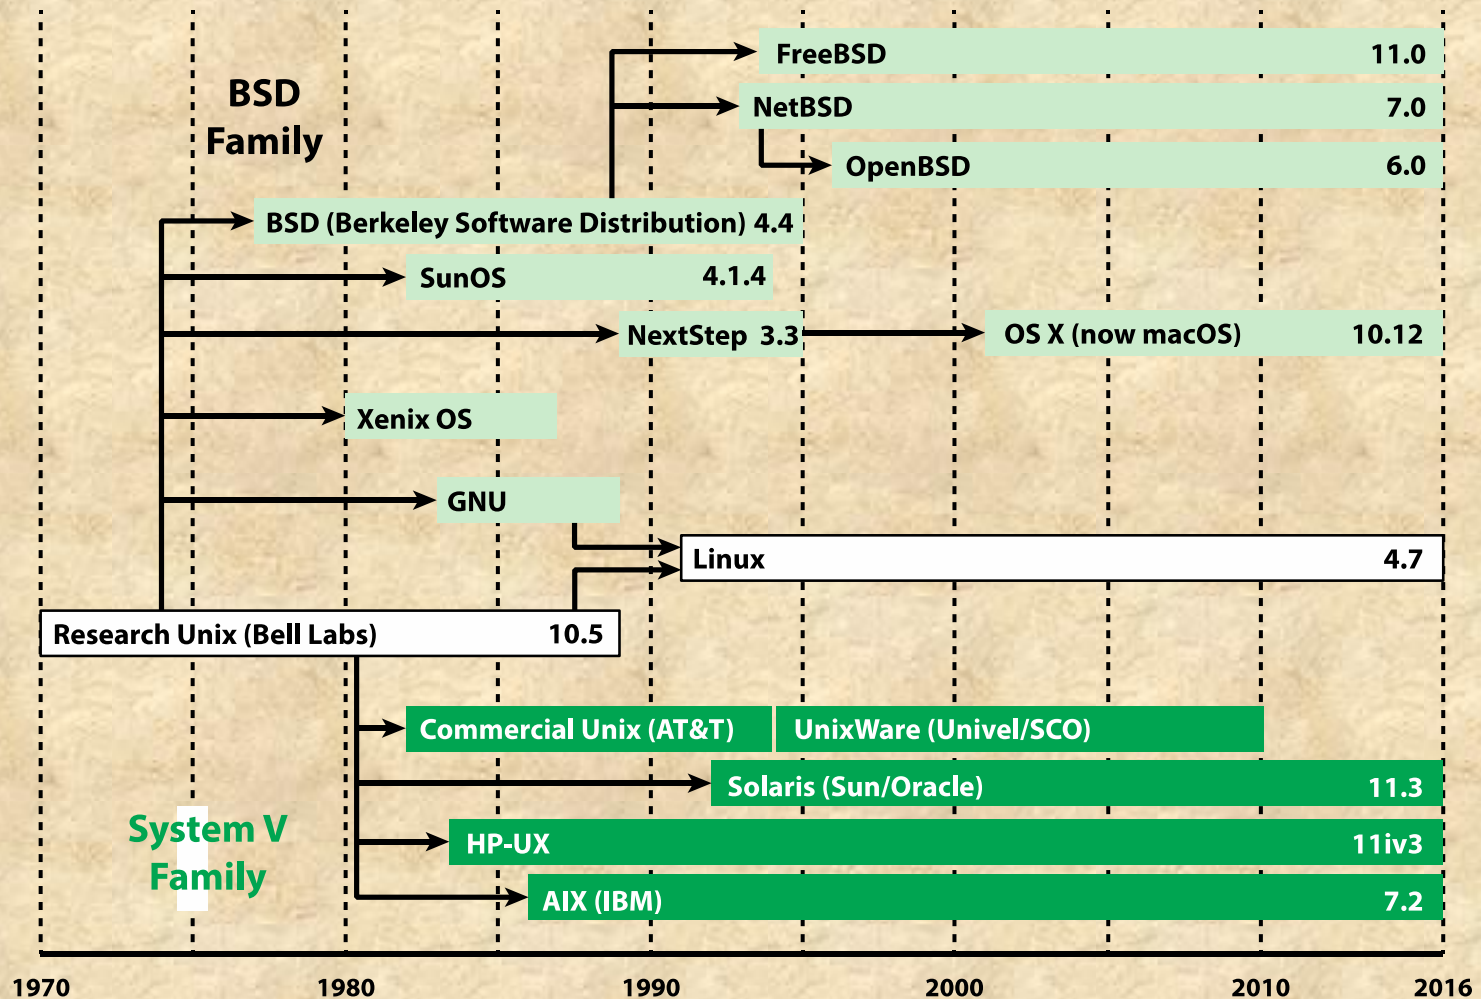 BSD
Family
FreeBSD 11.0
NetBSD 7.0
OpenBSD 6.0
BSD (Berkeley Software Distribution) 4.4
SunOS 4.1.4
NextStep 3.3
OS X (now macOS) 10.12
Xenix OS
GNU
Linux 4.7
Research Unix (Bell Labs) 10.5
Commercial Unix (AT&T)
UnixWare (Univel/SCO)
Solaris (Sun/Oracle) 11.3
HP-UX 11iv3
AIX (IBM) 7.2
System V
Family
1970 1980 1990 2000 2010 2016